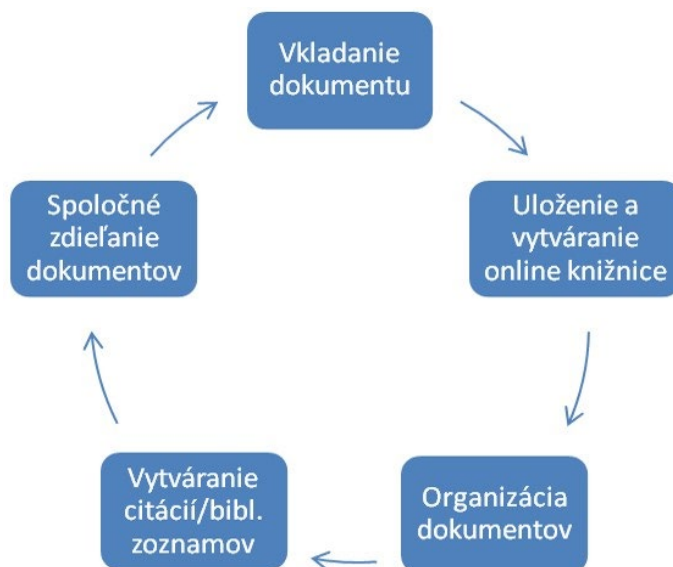 Vkladanie
dokumentu
Uloženie a
vytváranie
online knižnice
Organizácia
dokumentov
Vytváranie
citácií/bibl.
zoznamov
Spoločné
zdieľanie
dokumentov